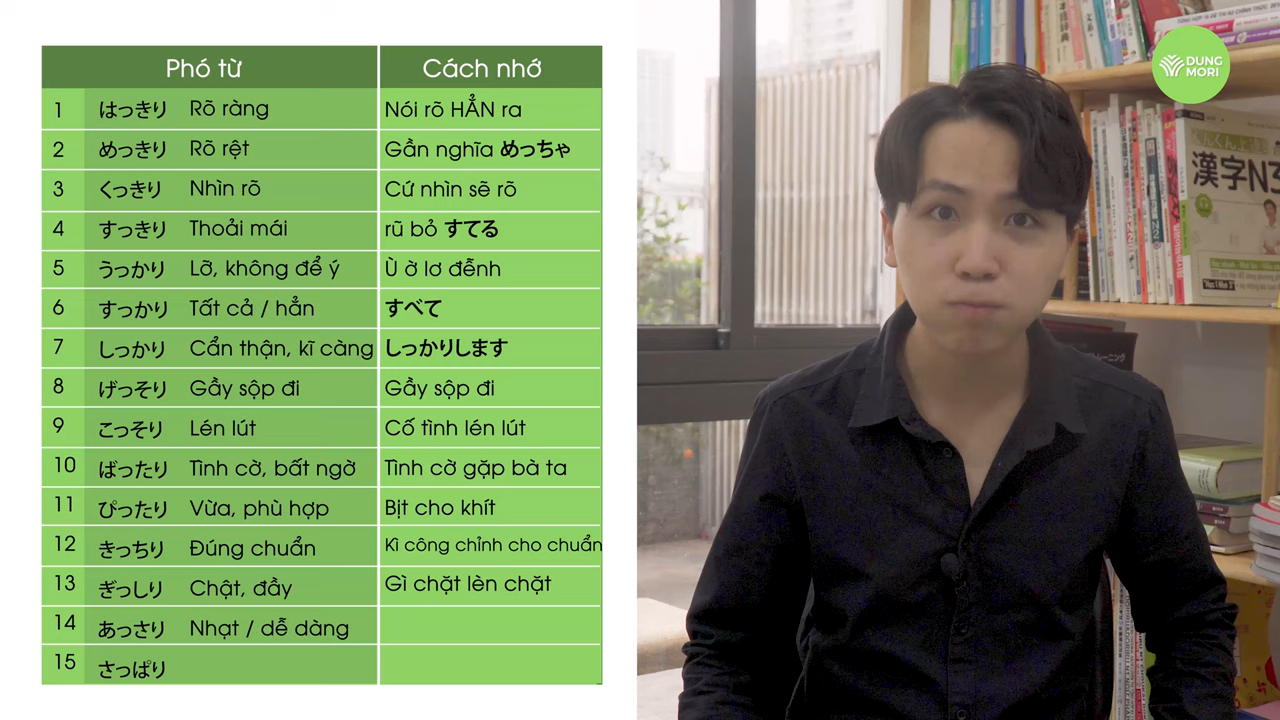 Phó từ Cách nhớ
1 はっきり Rõ ràng Nói rõ HẲN ra
2 めっきり Rõ rệt Gần nghĩa めっちゃ
3 くっきり Nhìn rõ Cứ nhìn sẽ rõ
4 すっきり Thoải mái rũ bỏ すてる
5 うっかり Lỡ, không để ý Ù ờ lơ đễnh
6 すっかり Tất cả / hẳn すべて
7 しっかり Cẩn thận, kĩ càng しっかりします
8 げっそり Gầy sộp đi Gầy sộp đi
9 こっそり Lén lút Cố tình lén lút
10 ばったり Tình cờ, bất ngờ Tình cờ gặp bà ta
11 ぴったり Vừa, phù hợp Bịt cho khít
12 きっちり Đúng chuẩn Kì công chỉnh cho chuẩn
13 ぎっしり Chật, đầy Gì chặt lèn chặt
14 あっさり Nhạt / dễ dàng
15 さっぱり
DUNG
MORI
漢字N3